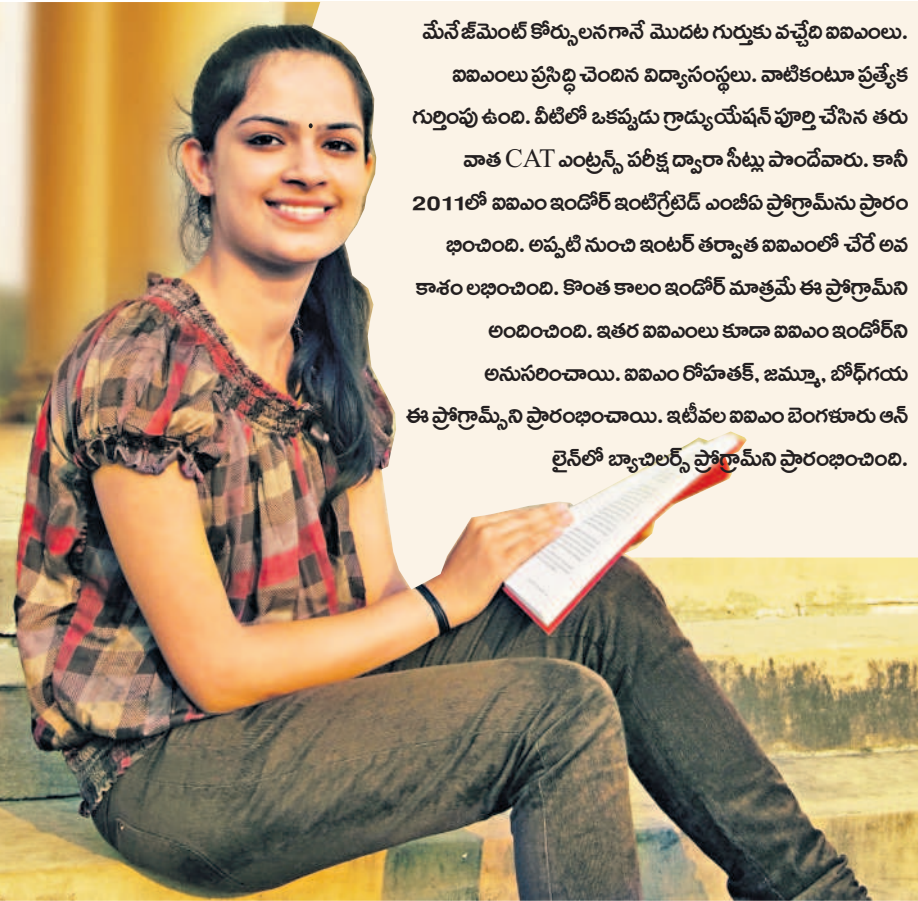 మేనేజ్‌మెంట్ కోర్సులనగానే మొదట గుర్తుకు వచ్చేది ఐఐఎంలు.
ఐఐఎంలు ప్రసిద్ధి చెందిన విద్యాసంస్థలు. వాటికంటూ ప్రత్యేక
గుర్తింపు ఉంది. వీటిలో ఒకప్పడు గ్రాడ్యుయేషన్ పూర్తి చేసిన తరు
వాత CAT ఎంట్రన్స్ పరీక్ష ద్వారా సీట్లు పొందేవారు. కానీ
2011లో ఐఐఎం ఇండోర్ ఇంటిగ్రేటెడ్ ఎంబీఏ ప్రోగ్రామ్‌ను ప్రారం
భించింది. అప్పటి నుంచి ఇంటర్ తర్వాత ఐఐఎంలో చేరే అవ
కాశం లభించింది. కొంత కాలం ఇండోర్ మాత్రమే ఈ ప్రోగ్రామ్‌ని
అందించింది. ఇతర ఐఐఎంలు కూడా ఐఐఎం ఇండోర్‌ని
అనుసరించాయి. ఐఐఎం రోహతక్, జమ్మూ, బోధ్‌గయ
ఈ ప్రోగ్రామ్స్‌ని ప్రారంభించాయి. ఇటీవల ఐఐఎం బెంగళూరు ఆన్
లైన్‌లో బ్యాచిలర్స్ ప్రోగ్రామ్‌ని ప్రారంభించింది.